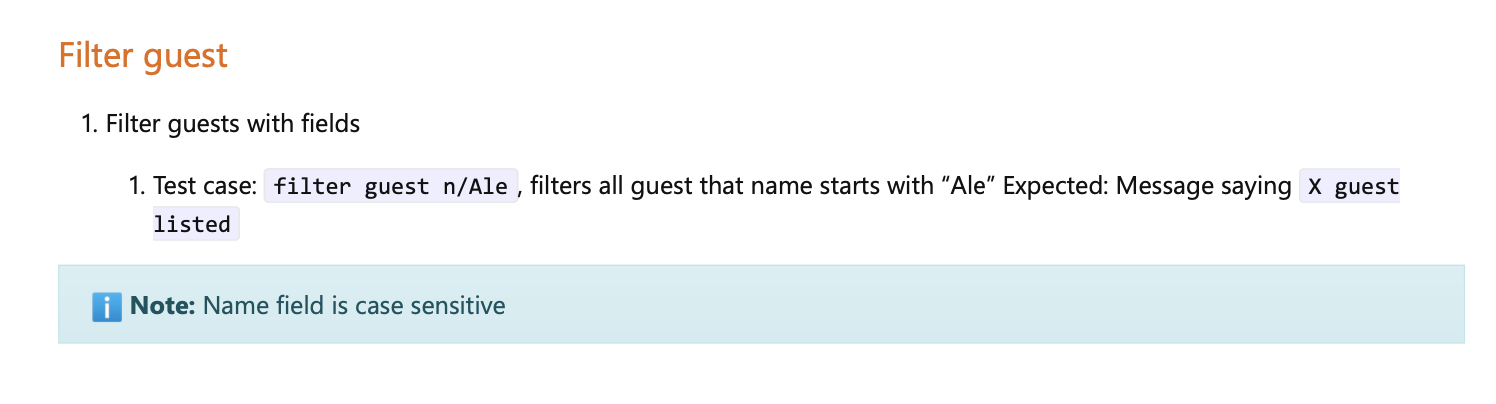 Filter guest
1. Filter guests with fields
1. Test case: filter guest n/Ale, filters all guest that name starts with “Ale” Expected: Message saying X guest
listed
Note: Name field is case sensitive